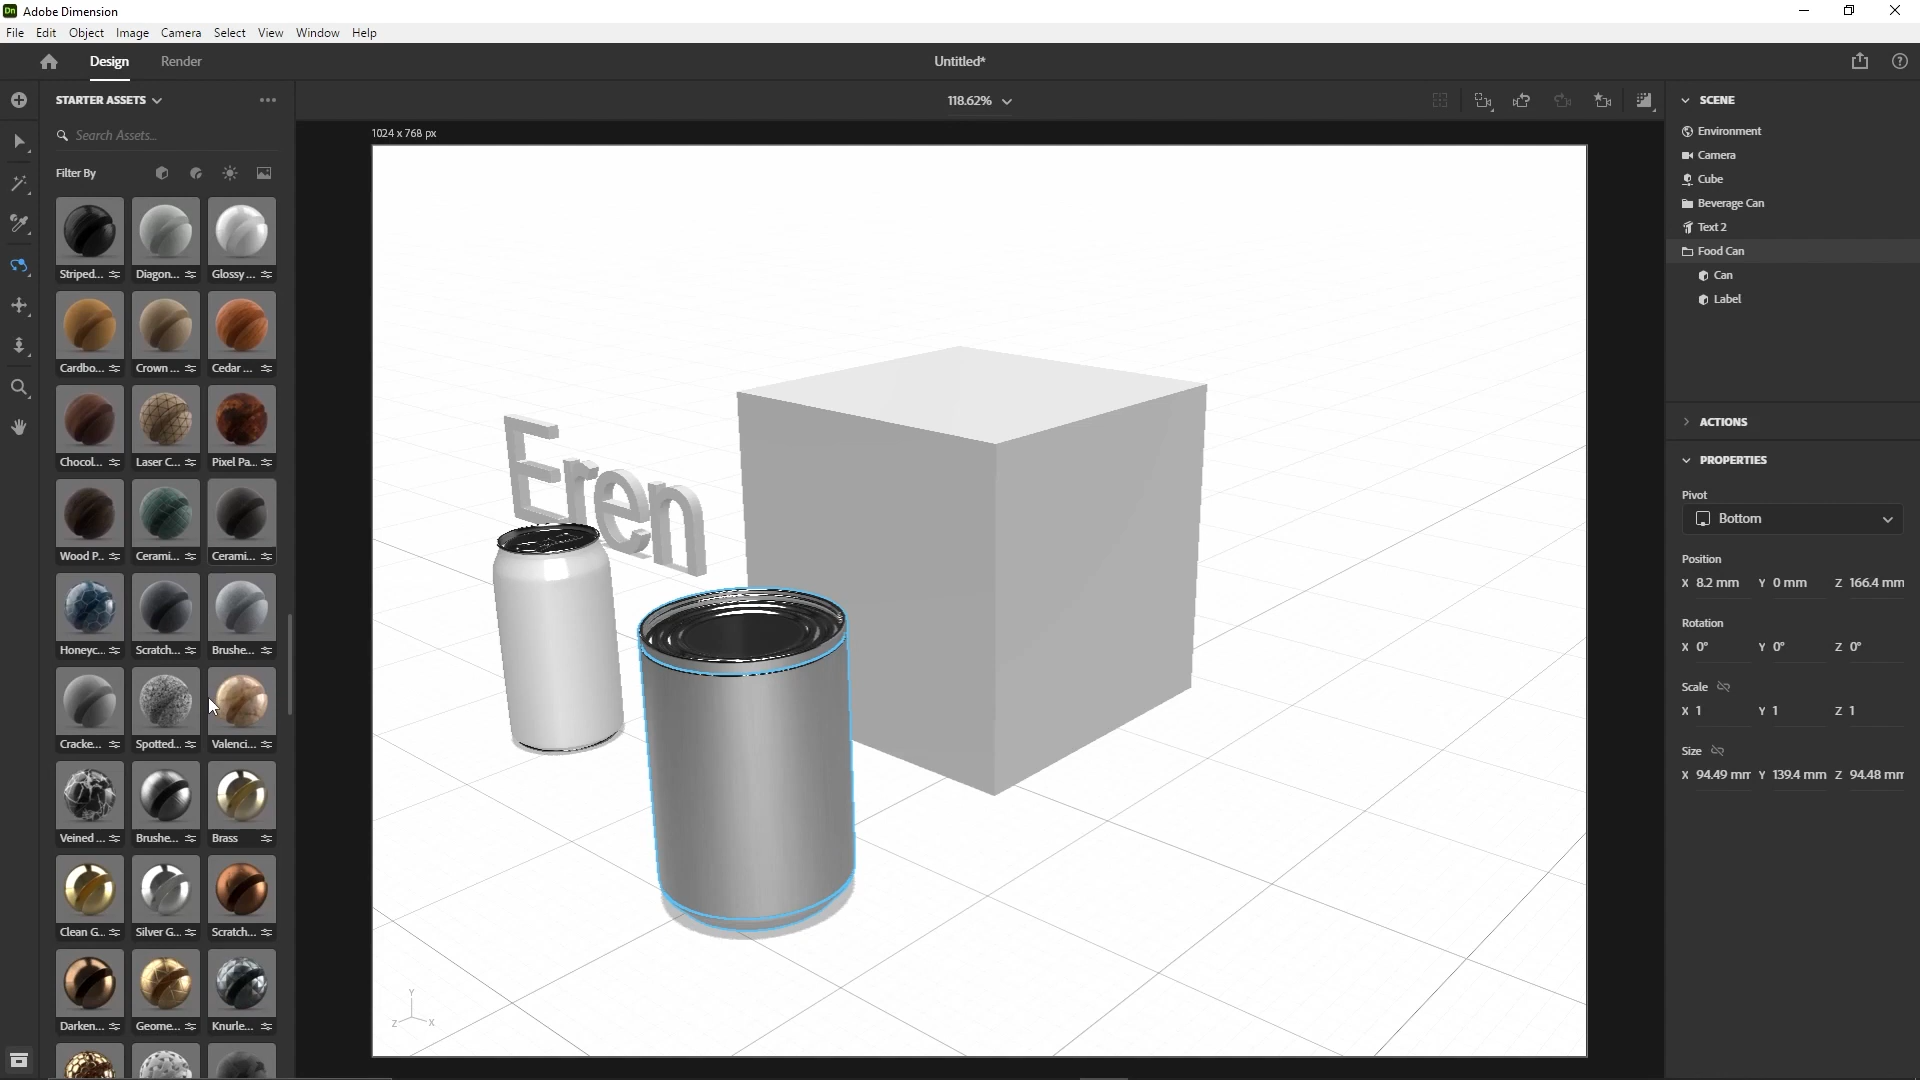 Dn Adobe Dimension
File Edit Object Image Camera Select View Window Help
Design Render Untitled*
STARTER ASSETS
118.62%
Search Assets...
1024 x 768 px
Filter By
Striped... Diagon... Glossy ...
Cardbo... Crown ... Cedar ...
Chocol... Laser C... Pixel Pa...
Wood P... Cerami... Cerami...
Honeyc... Scratch... Brushe...
Cracke... Spotted... Valenci...
Veined ... Brushe... Brass
Clean G... Silver G... Scratch...
Darken... Geome... Knurle...
Eren
Y
Z X
SCENE
Environment
Camera
Cube
Beverage Can
Text 2
Food Can
Can
Label
ACTIONS
PROPERTIES
Pivot
Bottom
Position
X 8.2 mm Y 0 mm Z 166.4 mm
Rotation
X 0° Y 0° Z 0°
Scale
X 1 Y 1 Z 1
Size
X 94.49 mm Y 139.4 mm Z 94.48 mm